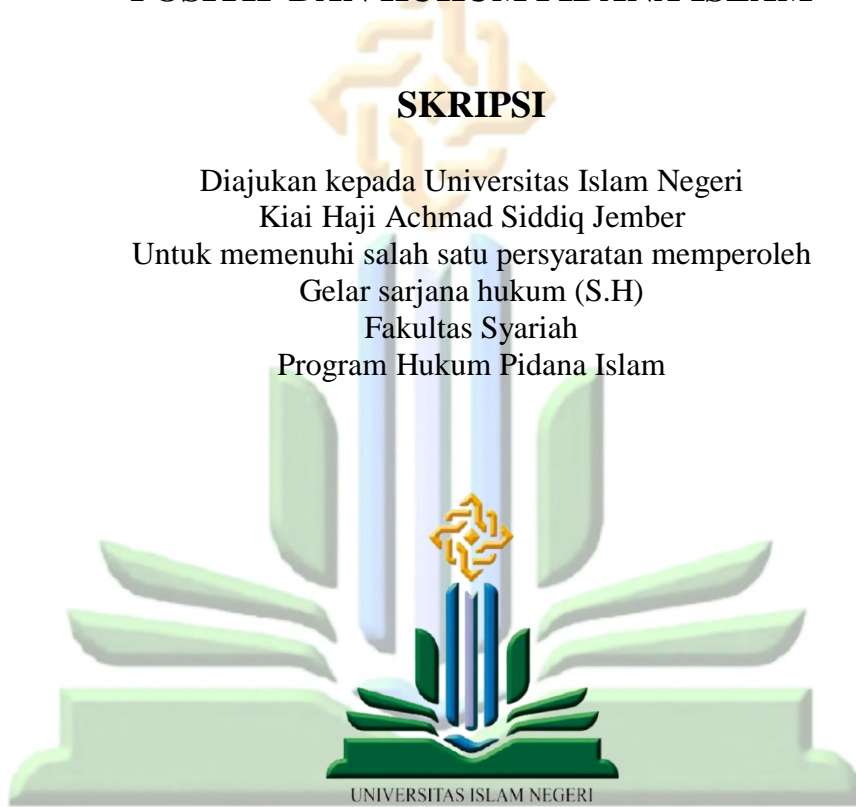 SKRIPSI
Diajukan kepada Universitas Islam Negeri
Kiai Haji Achmad Siddiq Jember
Untuk memenuhi salah satu persyaratan memperoleh
Gelar sarjana hukum (S.H)
Fakultas Syariah
Program Hukum Pidana Islam
UNIVERSITAS ISLAM NEGERI